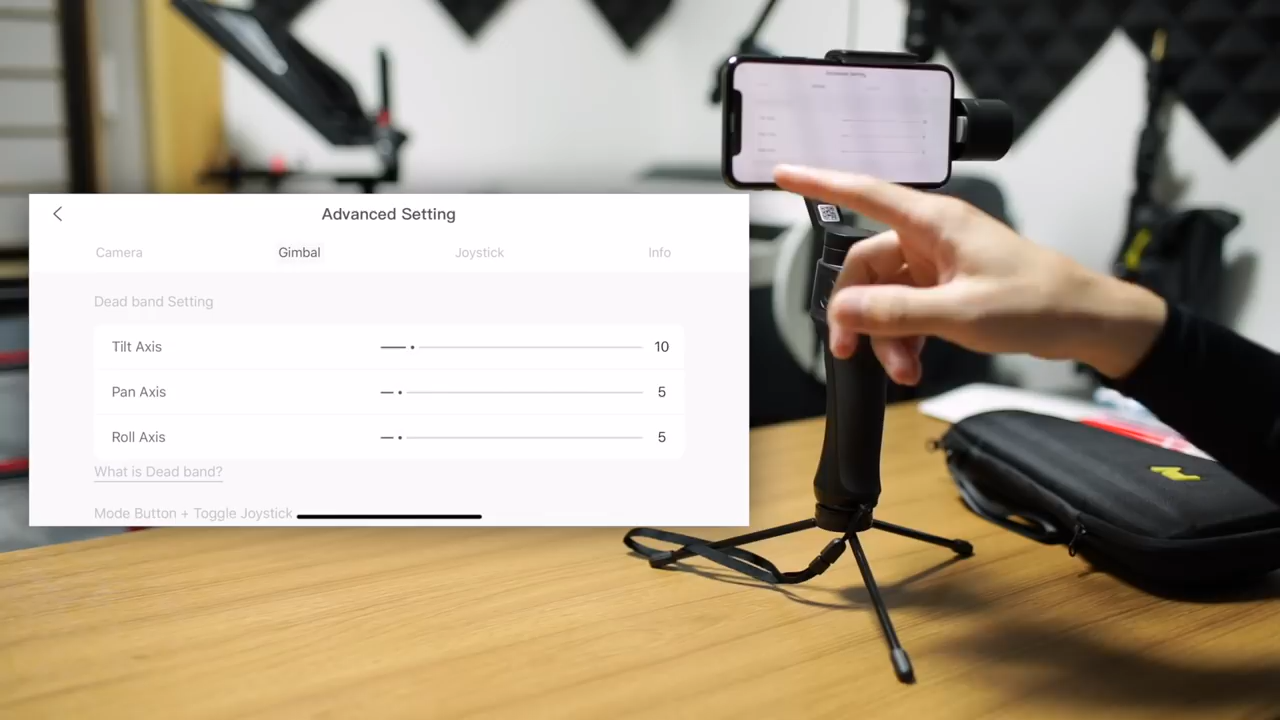 Advanced Setting
Camera Gimbal Joystick Info
Dead band Setting
Tilt Axis 10
Pan Axis 5
Roll Axis 5
What is Dead band?
Mode Button + Toggle Joystick